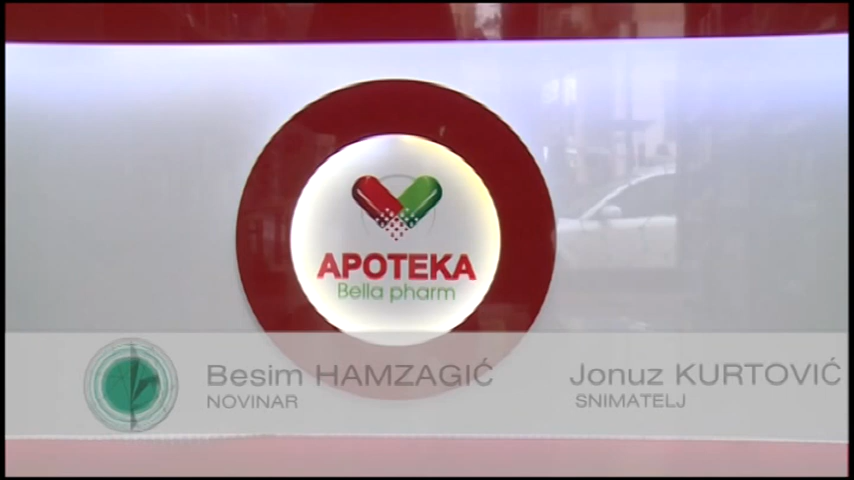 APOTEKA
Bella pharm
Besim HAMZAGIĆ
NOVINAR
Jonuz KURTOVIĆ
SNIMATELJ